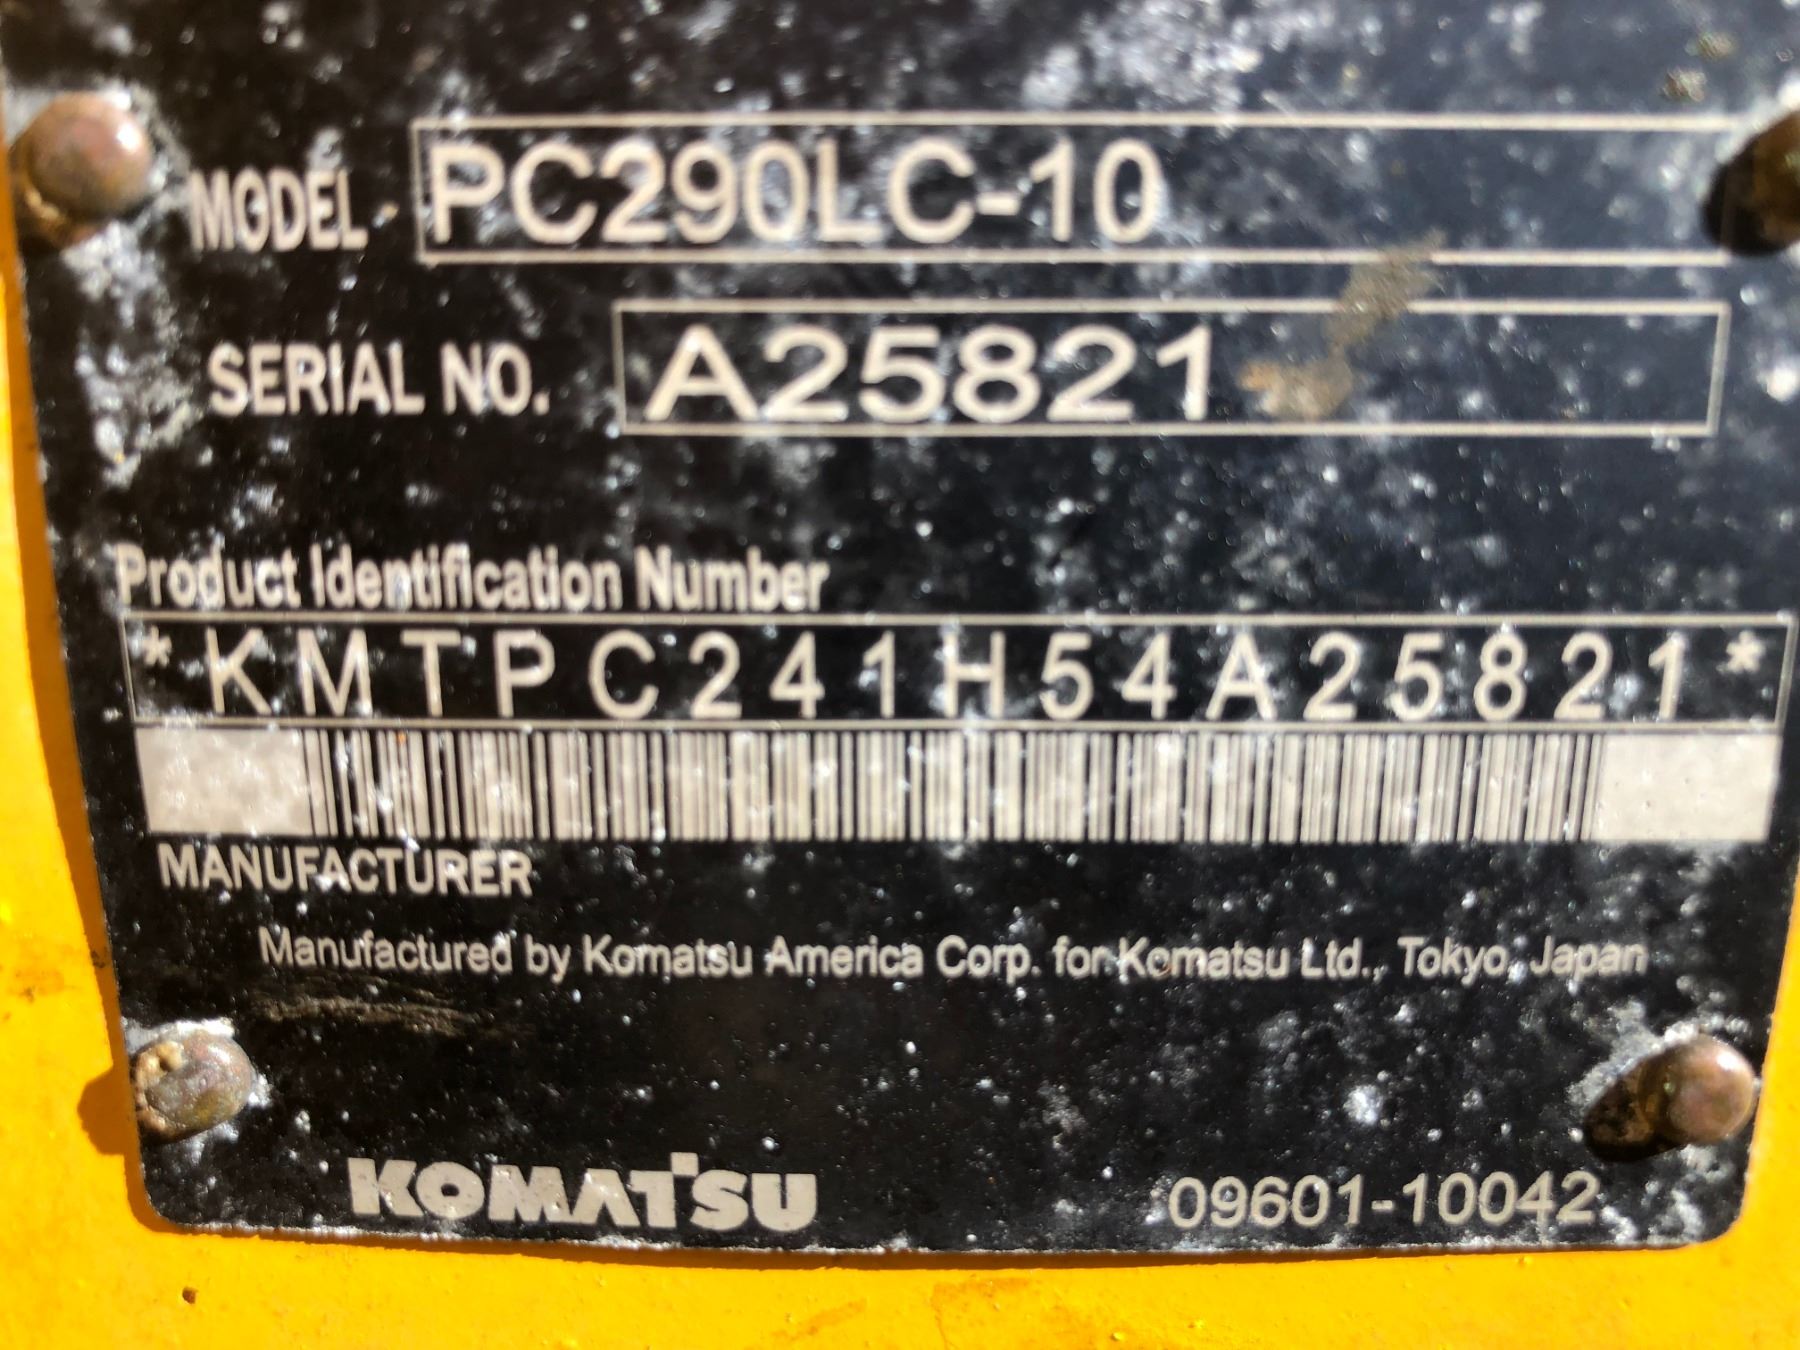 MODEL PC290LC-10
SERIAL NO. A25821
Product Identification Number
*KMTPC241H54A25821*
MANUFACTURER
Manufactured by Komatsu America Corp. for Komatsu Ltd., Tokyo, Japan
KOMATSU 09601-10042